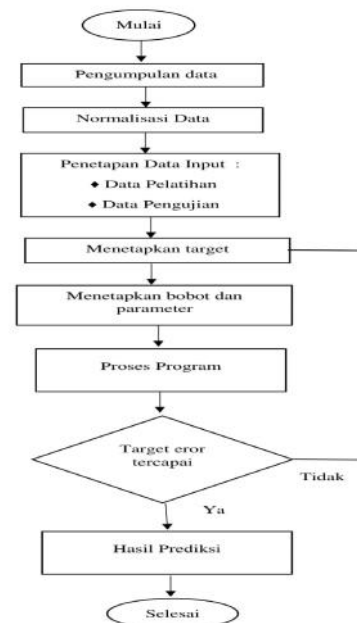 Mulai
Pengumpulan data
Normalisasi Data
Penetapan Data Input :
◆ Data Pelatihan
◆ Data Pengujian
Menetapkan target
Menetapkan bobot dan
parameter
Proses Program
Target eror
tercapai
Tidak
Ya
Hasil Prediksi
Selesai